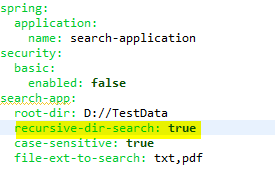 spring:
  application:
    name: search-application
security:
  basic:
    enabled: false
search-app:
  root-dir: D://TestData
  recursive-dir-search: true
  case-sensitive: true
  file-ext-to-search: txt,pdf